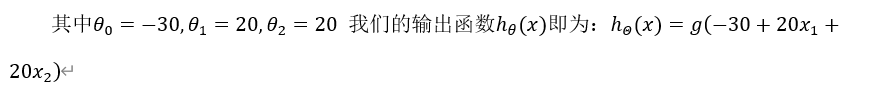 其中θ₀ = −30, θ₁ = 20, θ₂ = 20 我们的输出函数h_θ(x)即为：h_Θ(x) = g(−30 + 20x₁ +
20x₂)↵